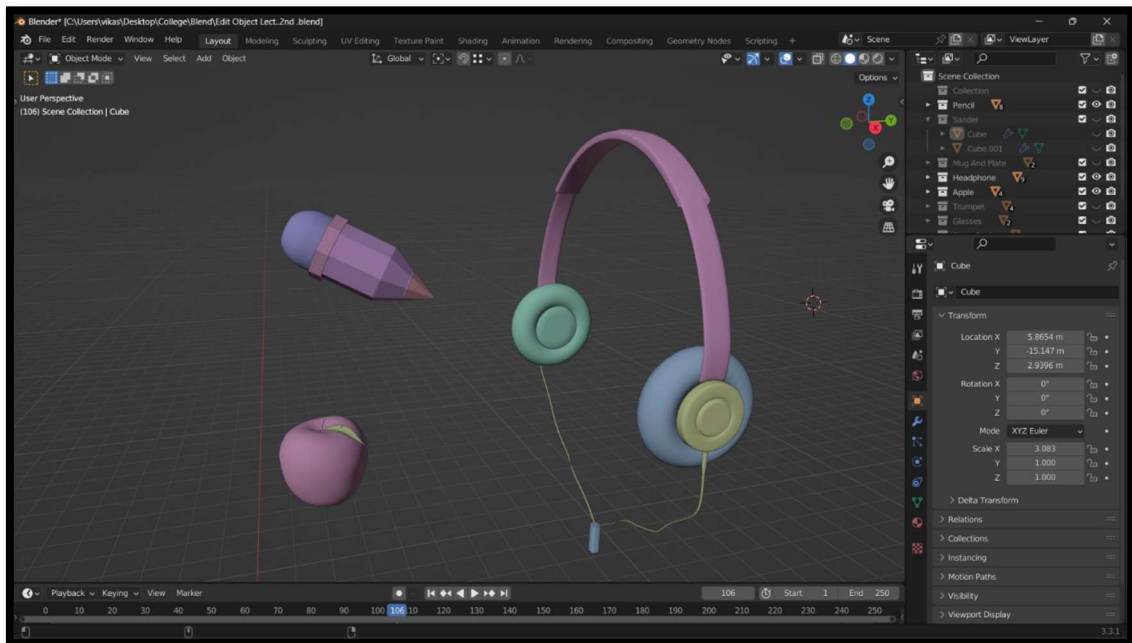 Blender* [C:\Users\vikas\Desktop\College\Blend\Edit Object Lect..2nd .blend]
File Edit Render Window Help Layout Modeling Sculpting UV Editing Texture Paint Shading Animation Rendering Compositing Geometry Nodes Scripting + Scene ViewLayer
Object Mode View Select Add Object Global
Options
User Perspective
(106) Scene Collection | Cube
Z
Y
X
Scene Collection
Collection
Pencil 8
Sandel
Cube
Cube.001
Mug And Plate 2
Headphone 9
Apple 4
Trumpet 4
Glasses 2
Cube
Cube
Transform
Location X 5.8654 m
Y -15.147 m
Z 2.9396 m
Rotation X 0°
Y 0°
Z 0°
Mode XYZ Euler
Scale X 3.083
Y 1.000
Z 1.000
Delta Transform
Relations
Collections
Instancing
Motion Paths
Visibility
Viewport Display
Playback Keying View Marker 106 Start 1 End 250
0 10 20 30 40 50 60 70 80 90 100 106 110 120 130 140 150 160 170 180 190 200 210 220 230 240 250
3.3.1